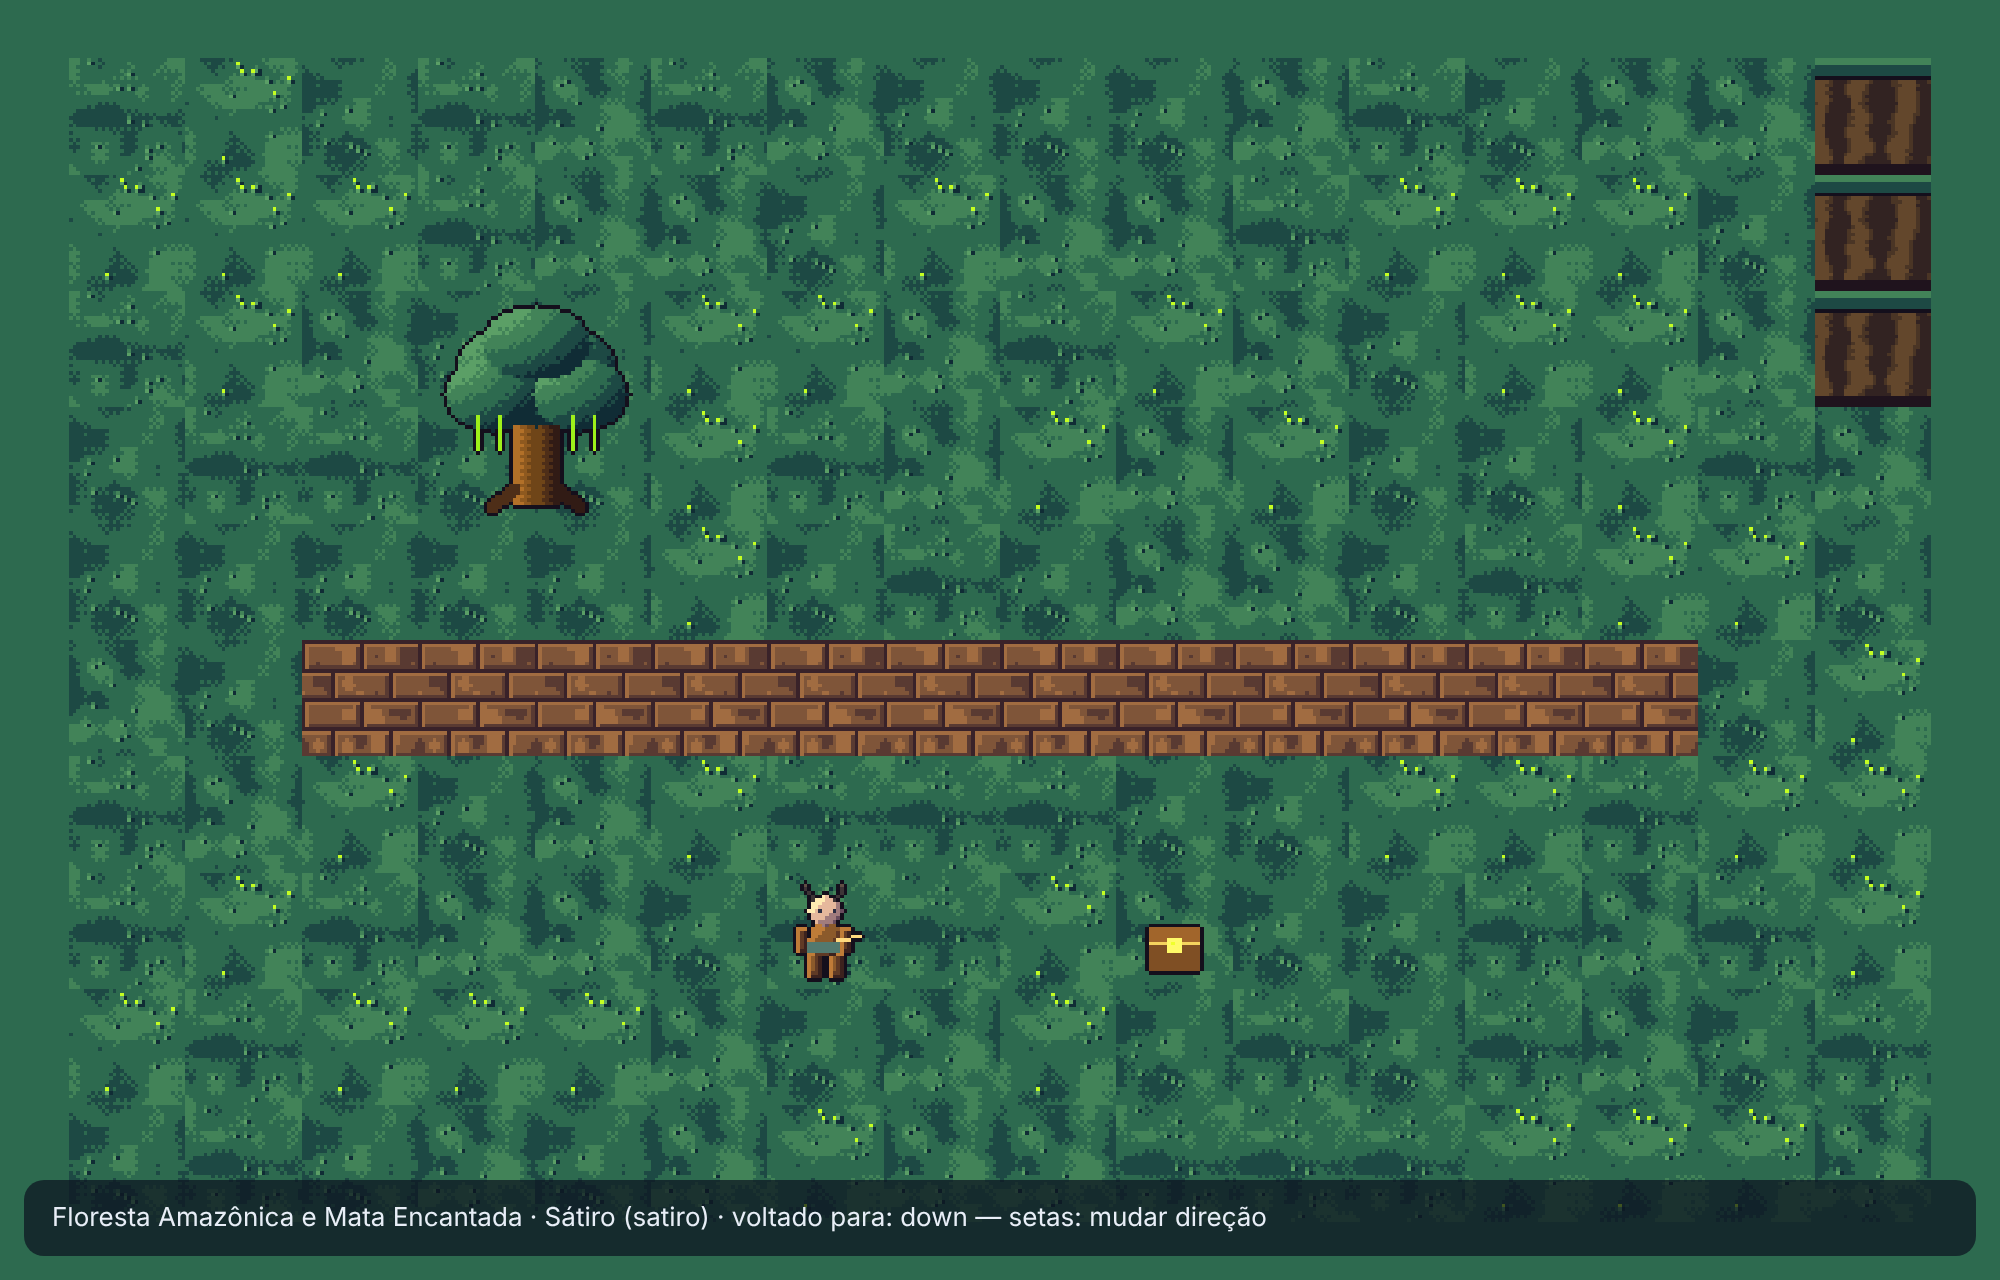 Floresta Amazônica e Mata Encantada · Sátiro (satiro) · voltado para: down — setas: mudar direção